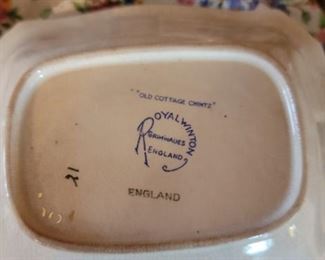 "OLD COTTAGE CHINTZ"
ROYAL WINTON
GRIMWADES
ENGLAND
21
ENGLAND